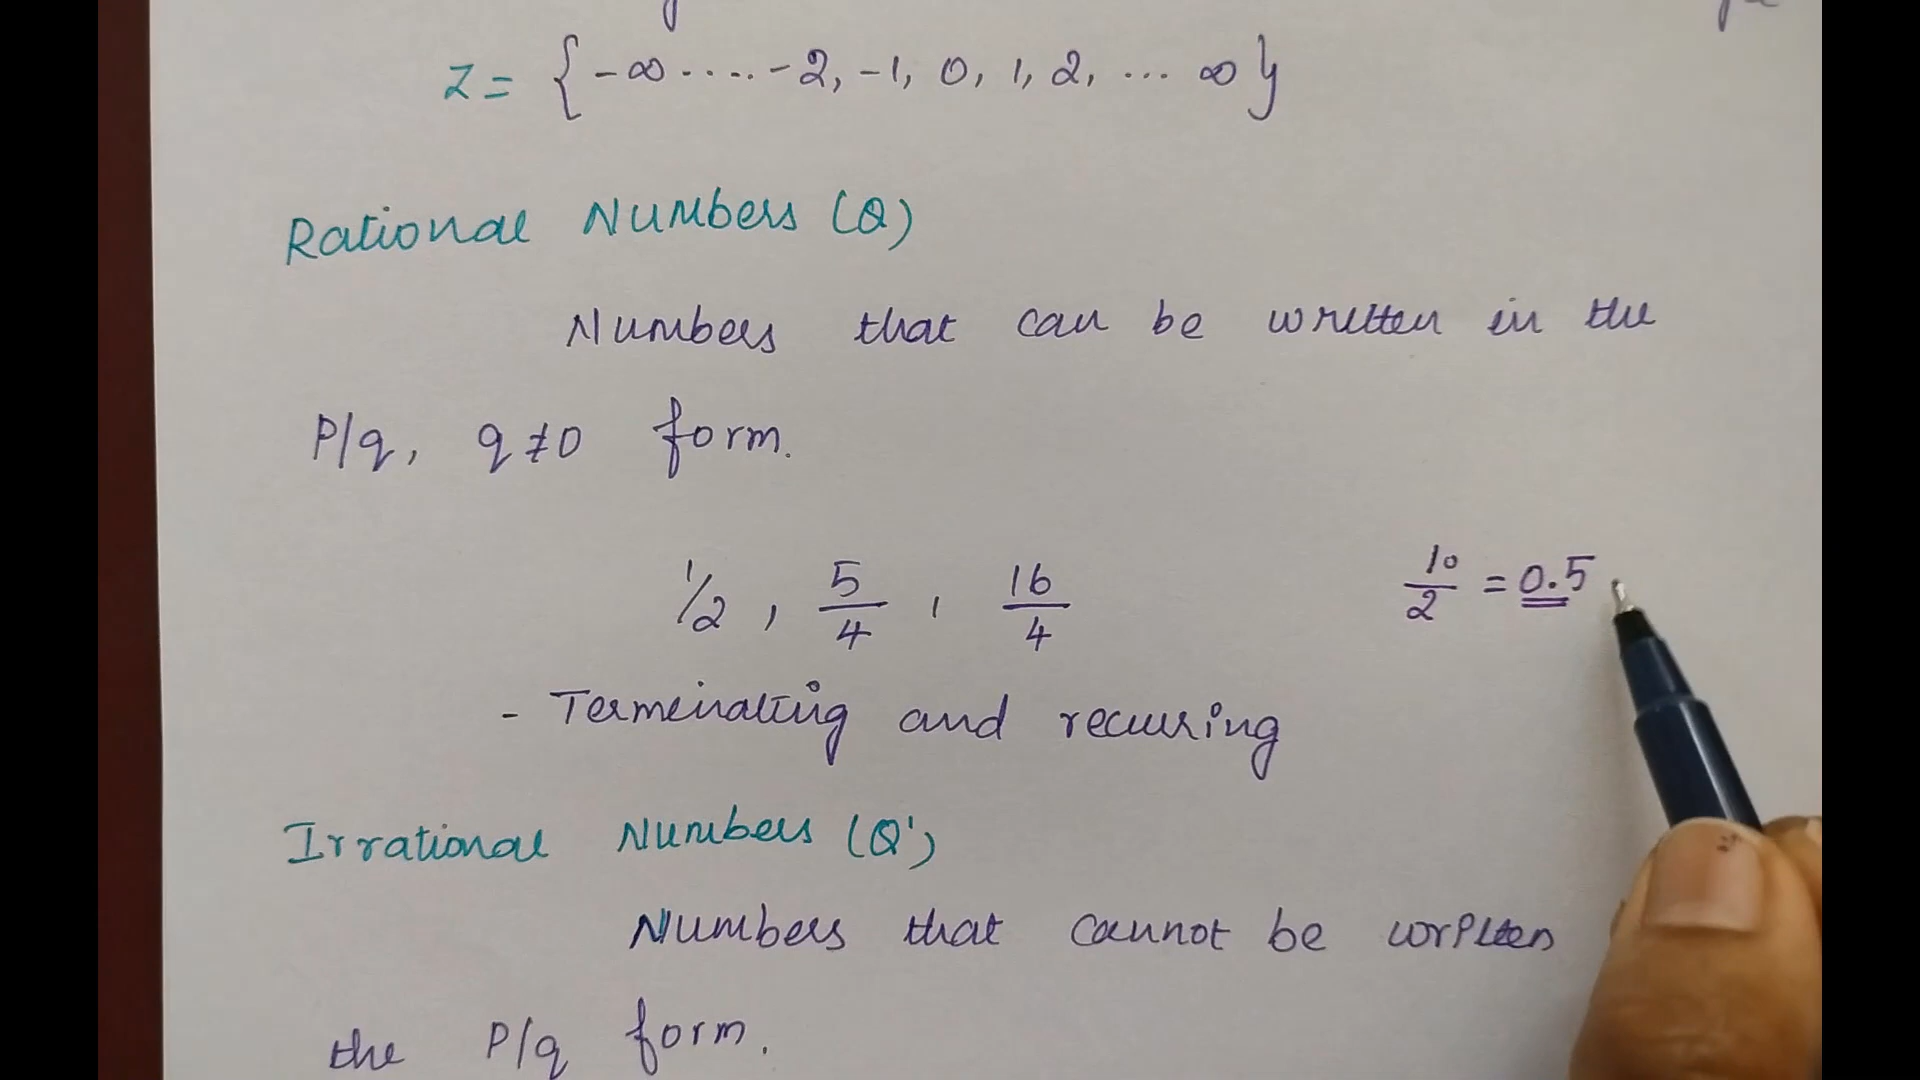 Z = { -∞ ..... -2, -1, 0, 1, 2, ... ∞ }
Rational Numbers (Q)
Numbers that can be written in the
P/q, q≠0 form.
1/2, 5/4, 16/4
10/2 = 0.5
- Terminating and recurring
Irrational Numbers (Q')
Numbers that cannot be written
the P/q form.